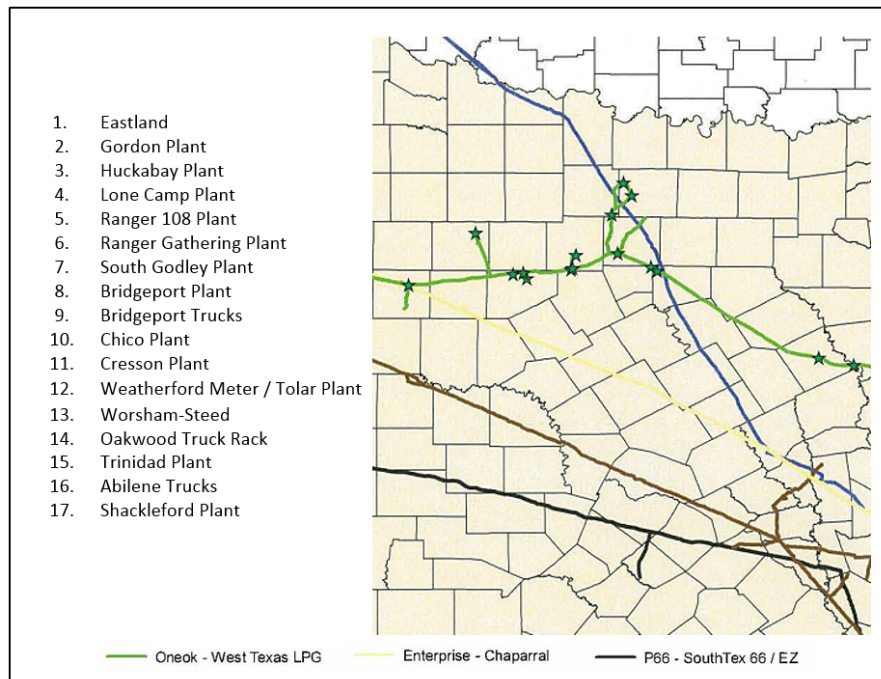 1. Eastland
2. Gordon Plant
3. Huckabay Plant
4. Lone Camp Plant
5. Ranger 108 Plant
6. Ranger Gathering Plant
7. South Godley Plant
8. Bridgeport Plant
9. Bridgeport Trucks
10. Chico Plant
11. Cresson Plant
12. Weatherford Meter / Tolar Plant
13. Worsham-Steed
14. Oakwood Truck Rack
15. Trinidad Plant
16. Abilene Trucks
17. Shackleford Plant
Oneok - West Texas LPG Enterprise - Chaparral P66 - SouthTex 66 / EZ